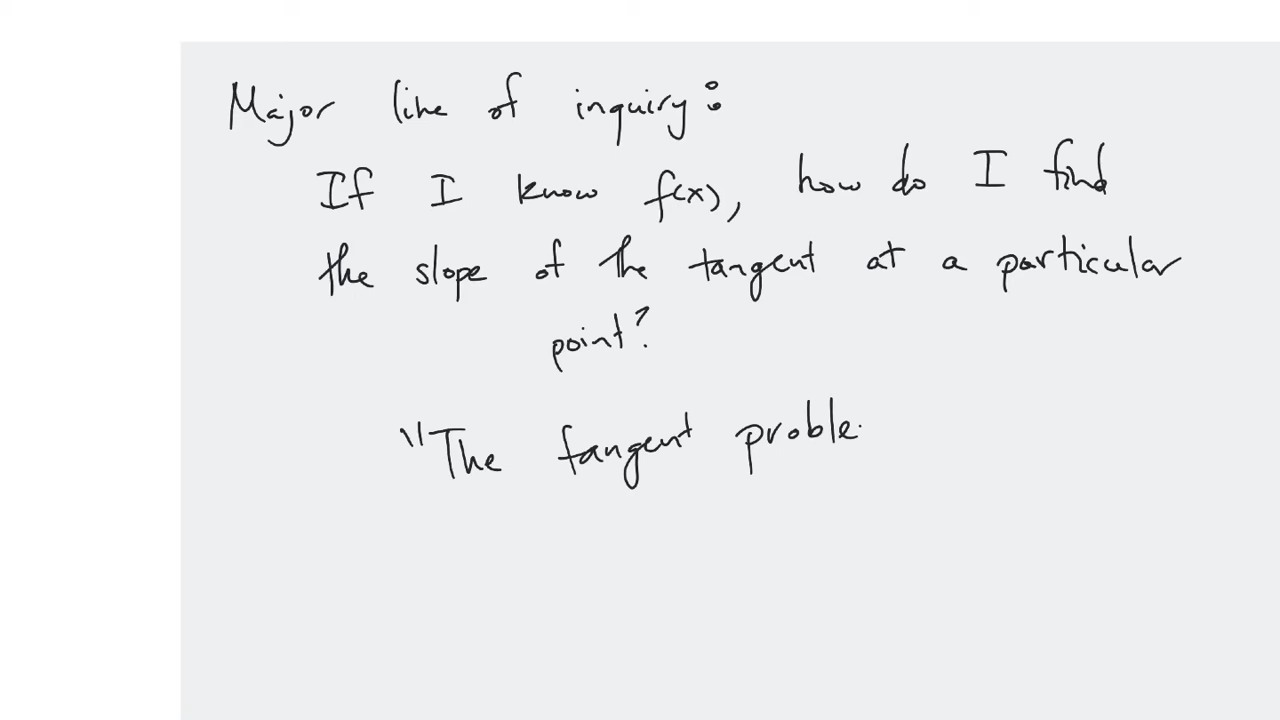 Major line of inquiry:
If I know f(x), how do I find
the slope of the tangent at a particular
point?
"The tangent proble